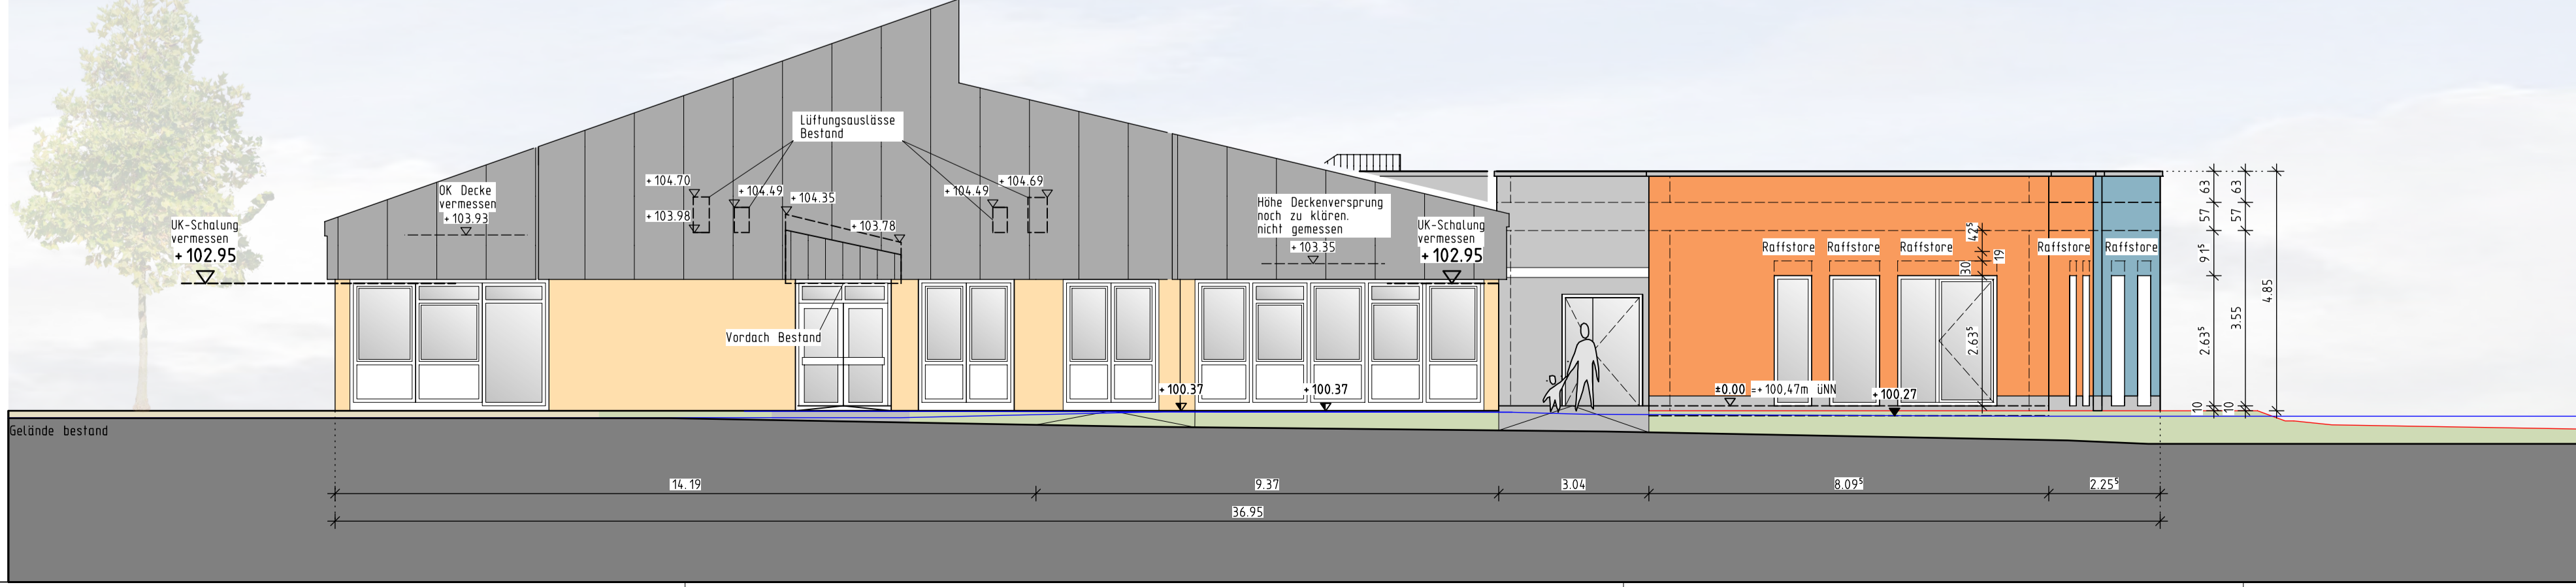 Lüftungsauslässe
Bestand
OK Decke
vermessen
+103.93
+104.70
+103.98
+104.49
+104.35
+103.78
+104.49
+104.69
Höhe Deckenversprung
noch zu klären.
nicht gemessen
+103.35
UK-Schalung
vermessen
+102.95
UK-Schalung
vermessen
+102.95
Vordach Bestand
+100.37
+100.37
Raffstore
Raffstore
Raffstore
Raffstore
Raffstore
42⁵
19
30
2.63⁵
±0.00 =+100,47m üNN
+100.27
63
57
91⁵
2.63⁵
10
63
57
3.55
10
4.85
Gelände bestand
14.19
9.37
3.04
8.09⁵
2.25⁵
36.95